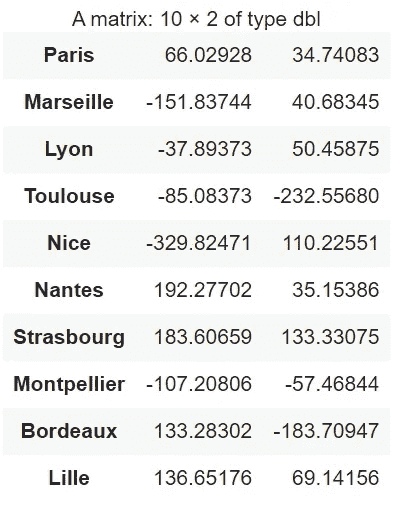 A matrix: 10 × 2 of type dbl
Paris 66.02928 34.74083
Marseille -151.83744 40.68345
Lyon -37.89373 50.45875
Toulouse -85.08373 -232.55680
Nice -329.82471 110.22551
Nantes 192.27702 35.15386
Strasbourg 183.60659 133.33075
Montpellier -107.20806 -57.46844
Bordeaux 133.28302 -183.70947
Lille 136.65176 69.14156